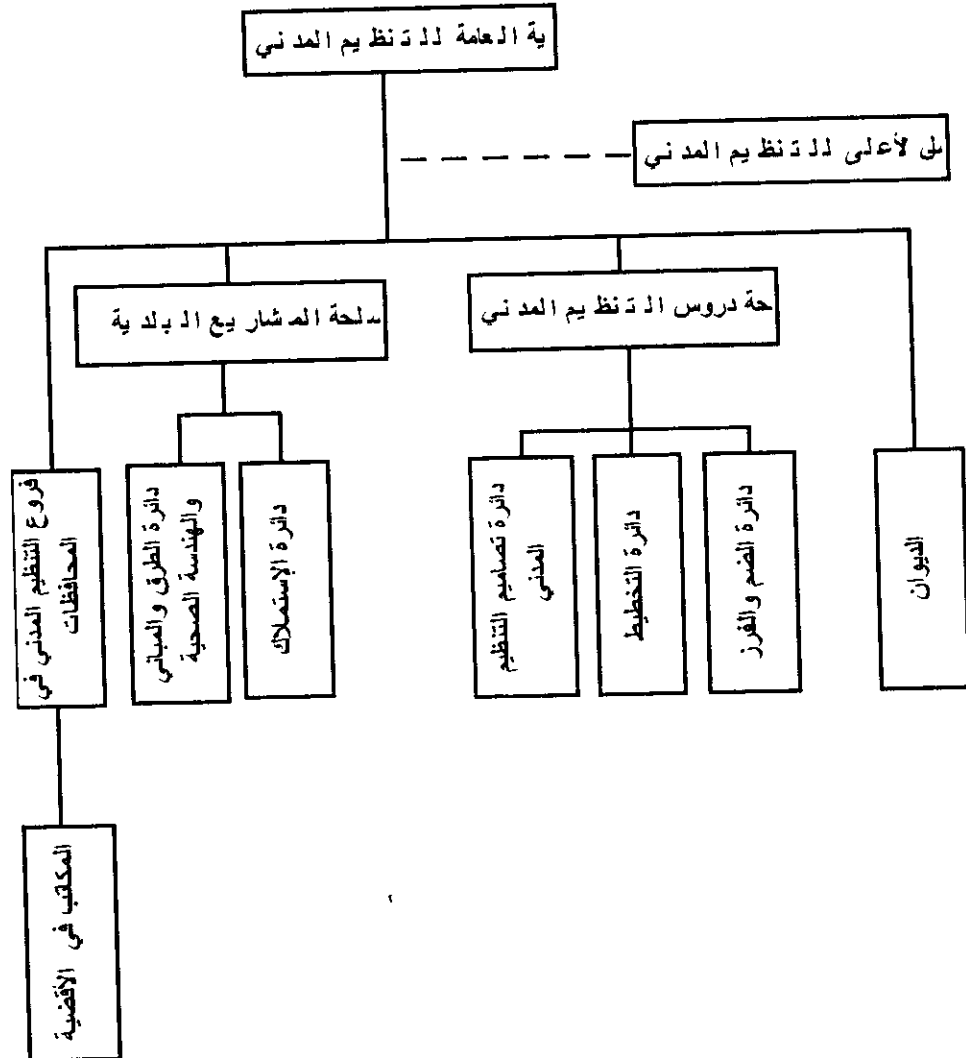 ية العامة للتنظيم المدني
لى لأعلى للتنظيم المدني
حة دروس التنظيم المدني
سلحة المشاريع البلدية
الديوان
دائرة الضم والفرز
دائرة التخطيط
دائرة تصاميم التنظيم
المدني
دائرة الإستملاك
دائرة الطرق والمباني
والهندسة الصحية
فروع التنظيم المدني في
المحافظات
المكاتب في الأقضية
٢